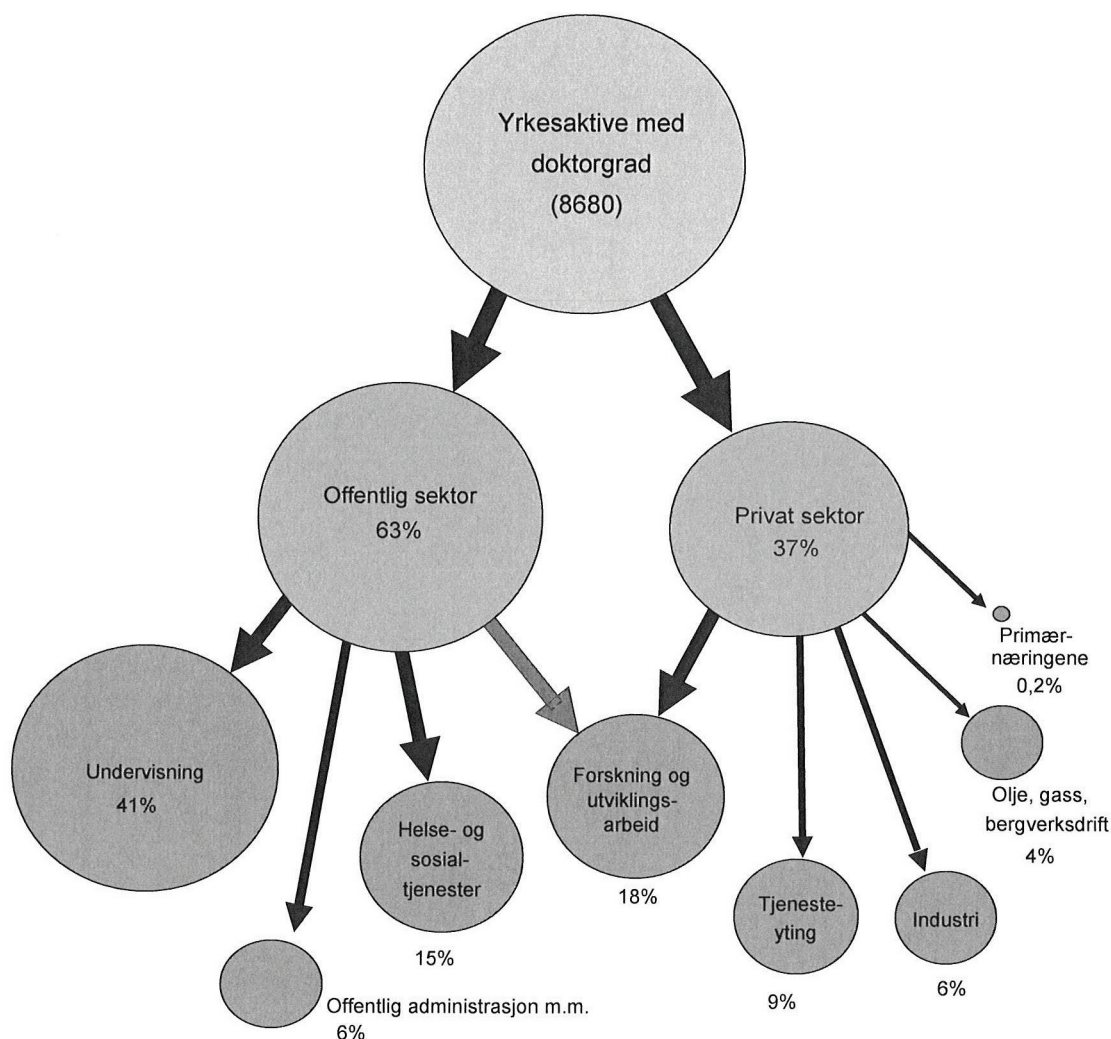 Yrkesaktive med
doktorgrad
(8680)
Offentlig sektor
63%
Privat sektor
37%
Primær-
næringene
0,2%
Olje, gass,
bergverksdrift
4%
Undervisning
41%
Helse- og
sosial-
tjenester
15%
Forskning og
utviklings-
arbeid
18%
Tjeneste-
yting
9%
Industri
6%
Offentlig administrasjon m.m.
6%